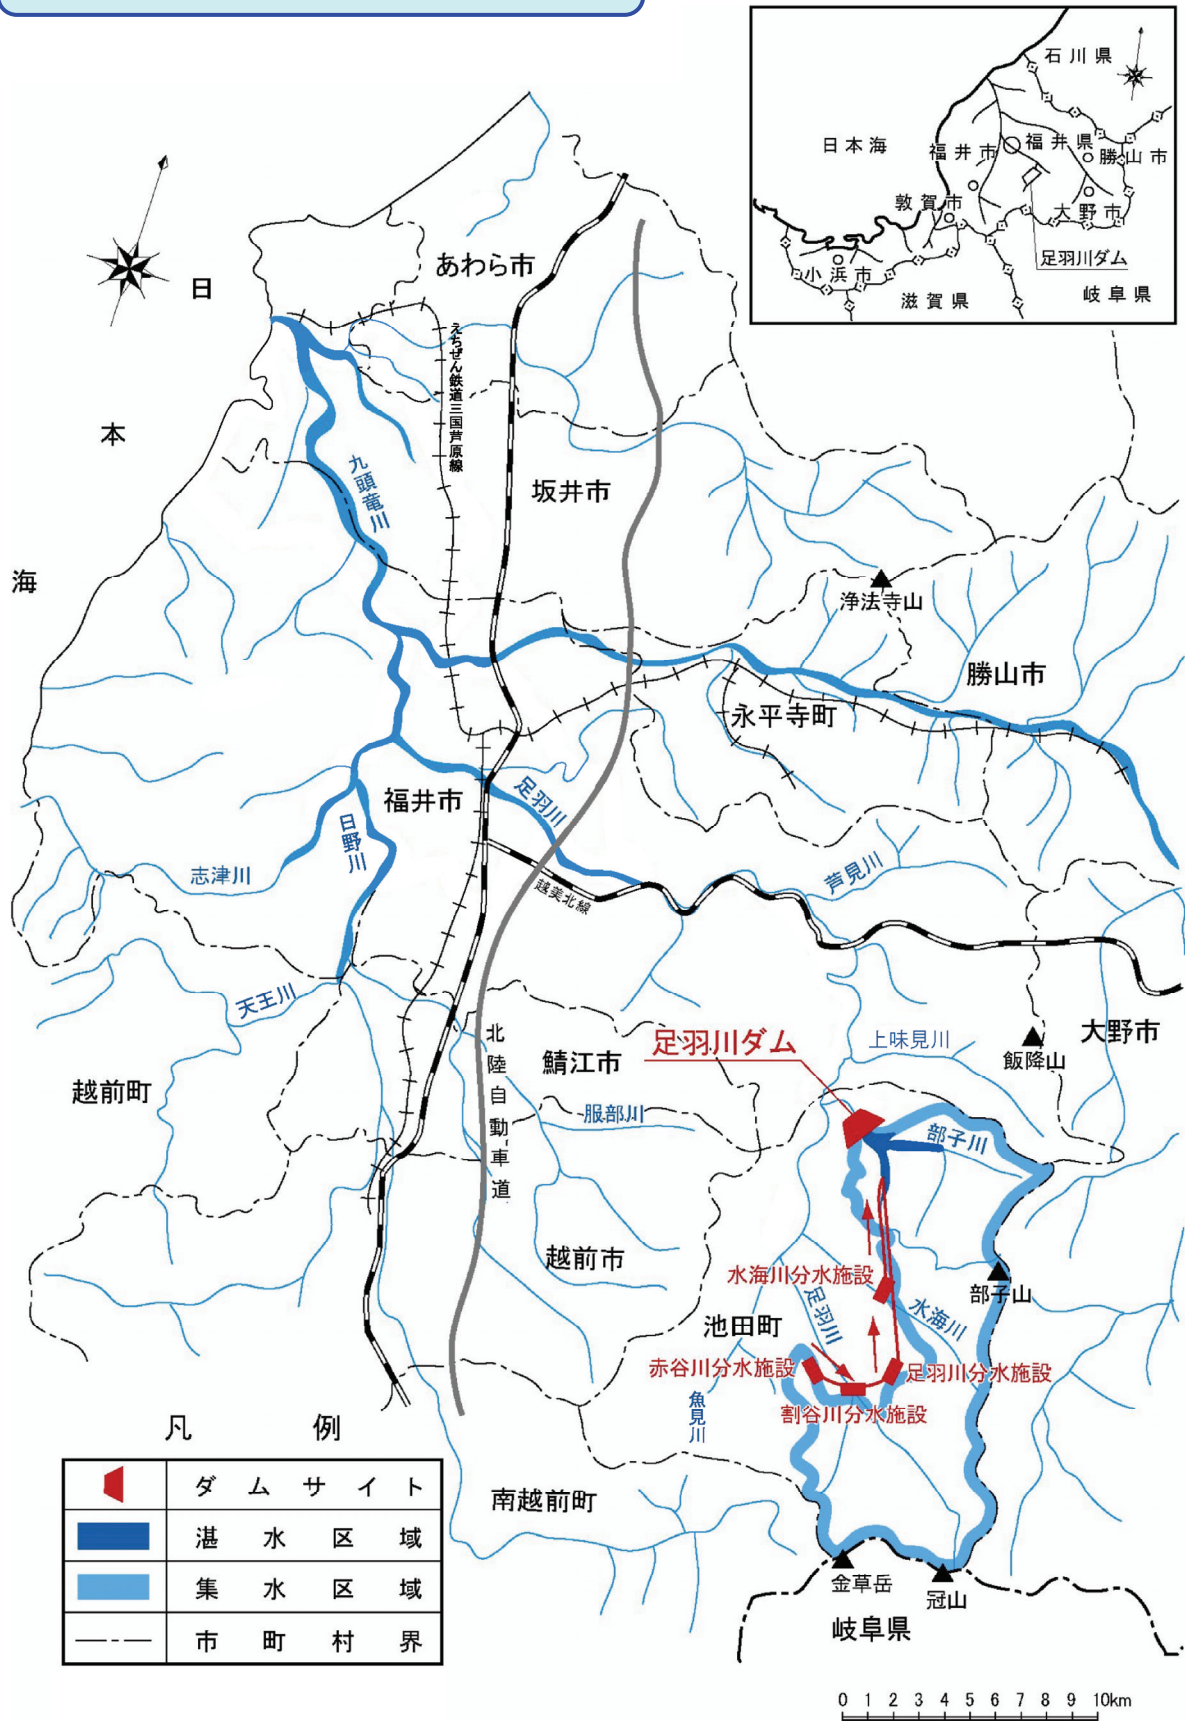 石川県
日本海
福井市
福井県
勝山市
敦賀市
大野市
足羽川ダム
小浜市
滋賀県
岐阜県
あわら市
日
本
海
えちぜん鉄道三国芦原線
九頭竜川
坂井市
浄法寺山
勝山市
永平寺町
福井市
足羽川
日野川
志津川
芦見川
越美北線
天王川
北陸自動車道
足羽川ダム
上味見川
大野市
飯降山
鯖江市
越前町
服部川
部子川
越前市
水海川分水施設
部子山
足羽川
水海川
池田町
赤谷川分水施設
足羽川分水施設
魚見川
割谷川分水施設
凡例
ダムサイト
湛水区域
集水区域
市町村界
南越前町
金草岳
冠山
岐阜県
0 1 2 3 4 5 6 7 8 9 10km